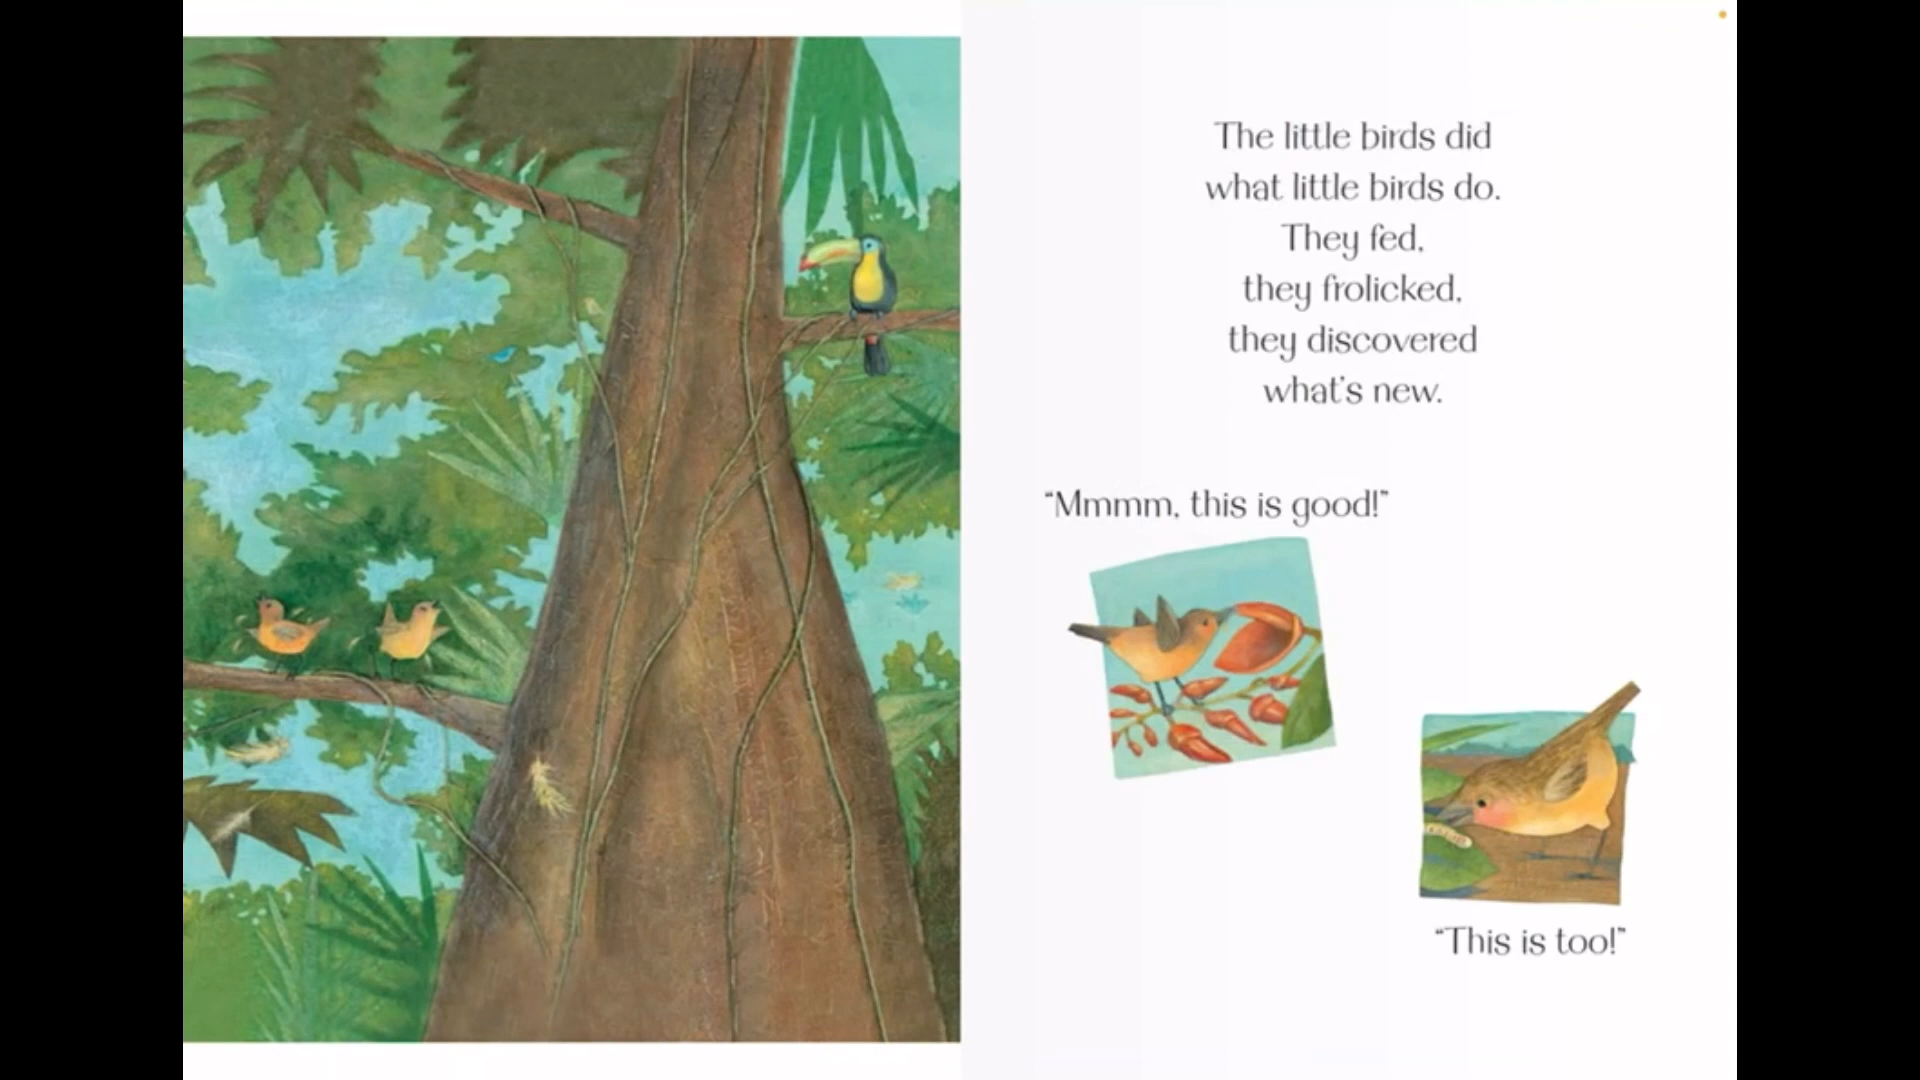 The little birds did
what little birds do.
They fed,
they frolicked,
they discovered
what's new.
“Mmmm, this is good!”
“This is too!”